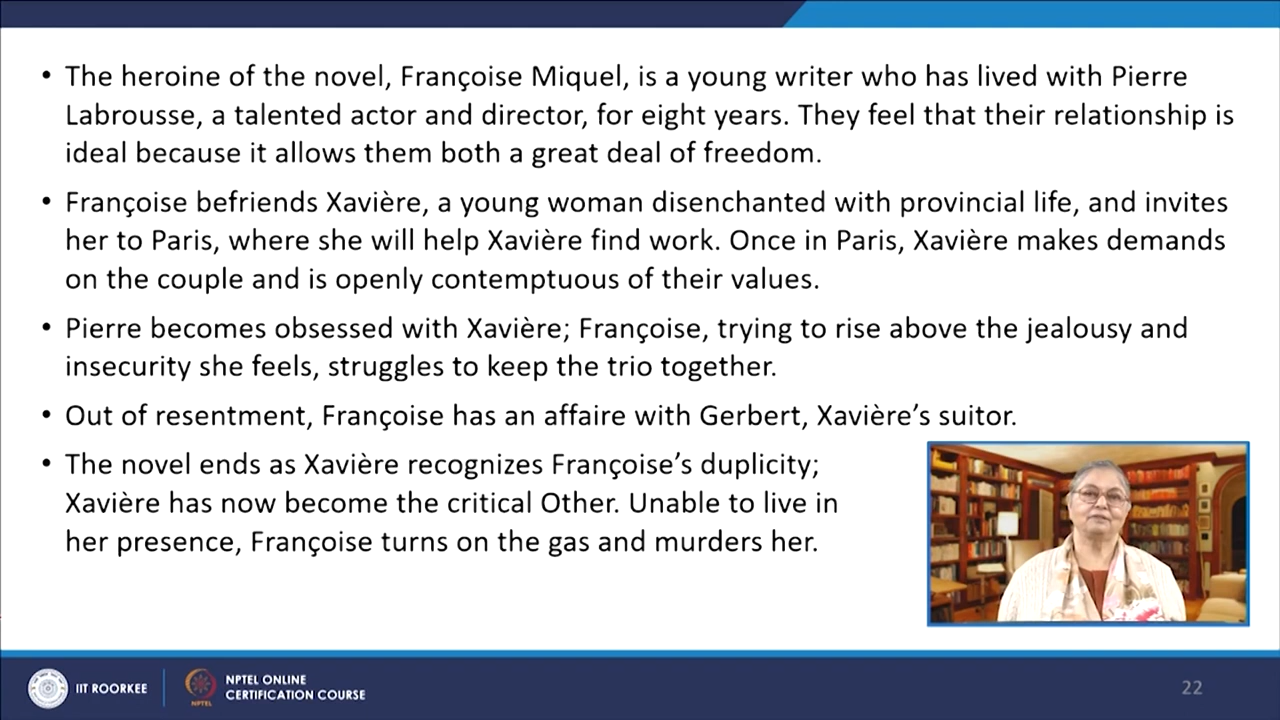 • The heroine of the novel, Françoise Miquel, is a young writer who has lived with Pierre
Labrousse, a talented actor and director, for eight years. They feel that their relationship is
ideal because it allows them both a great deal of freedom.
• Françoise befriends Xavière, a young woman disenchanted with provincial life, and invites
her to Paris, where she will help Xavière find work. Once in Paris, Xavière makes demands
on the couple and is openly contemptuous of their values.
• Pierre becomes obsessed with Xavière; Françoise, trying to rise above the jealousy and
insecurity she feels, struggles to keep the trio together.
• Out of resentment, Françoise has an affaire with Gerbert, Xavière’s suitor.
• The novel ends as Xavière recognizes Françoise’s duplicity;
Xavière has now become the critical Other. Unable to live in
her presence, Françoise turns on the gas and murders her.
IIT ROORKEE
NPTEL
NPTEL ONLINE
CERTIFICATION COURSE
22